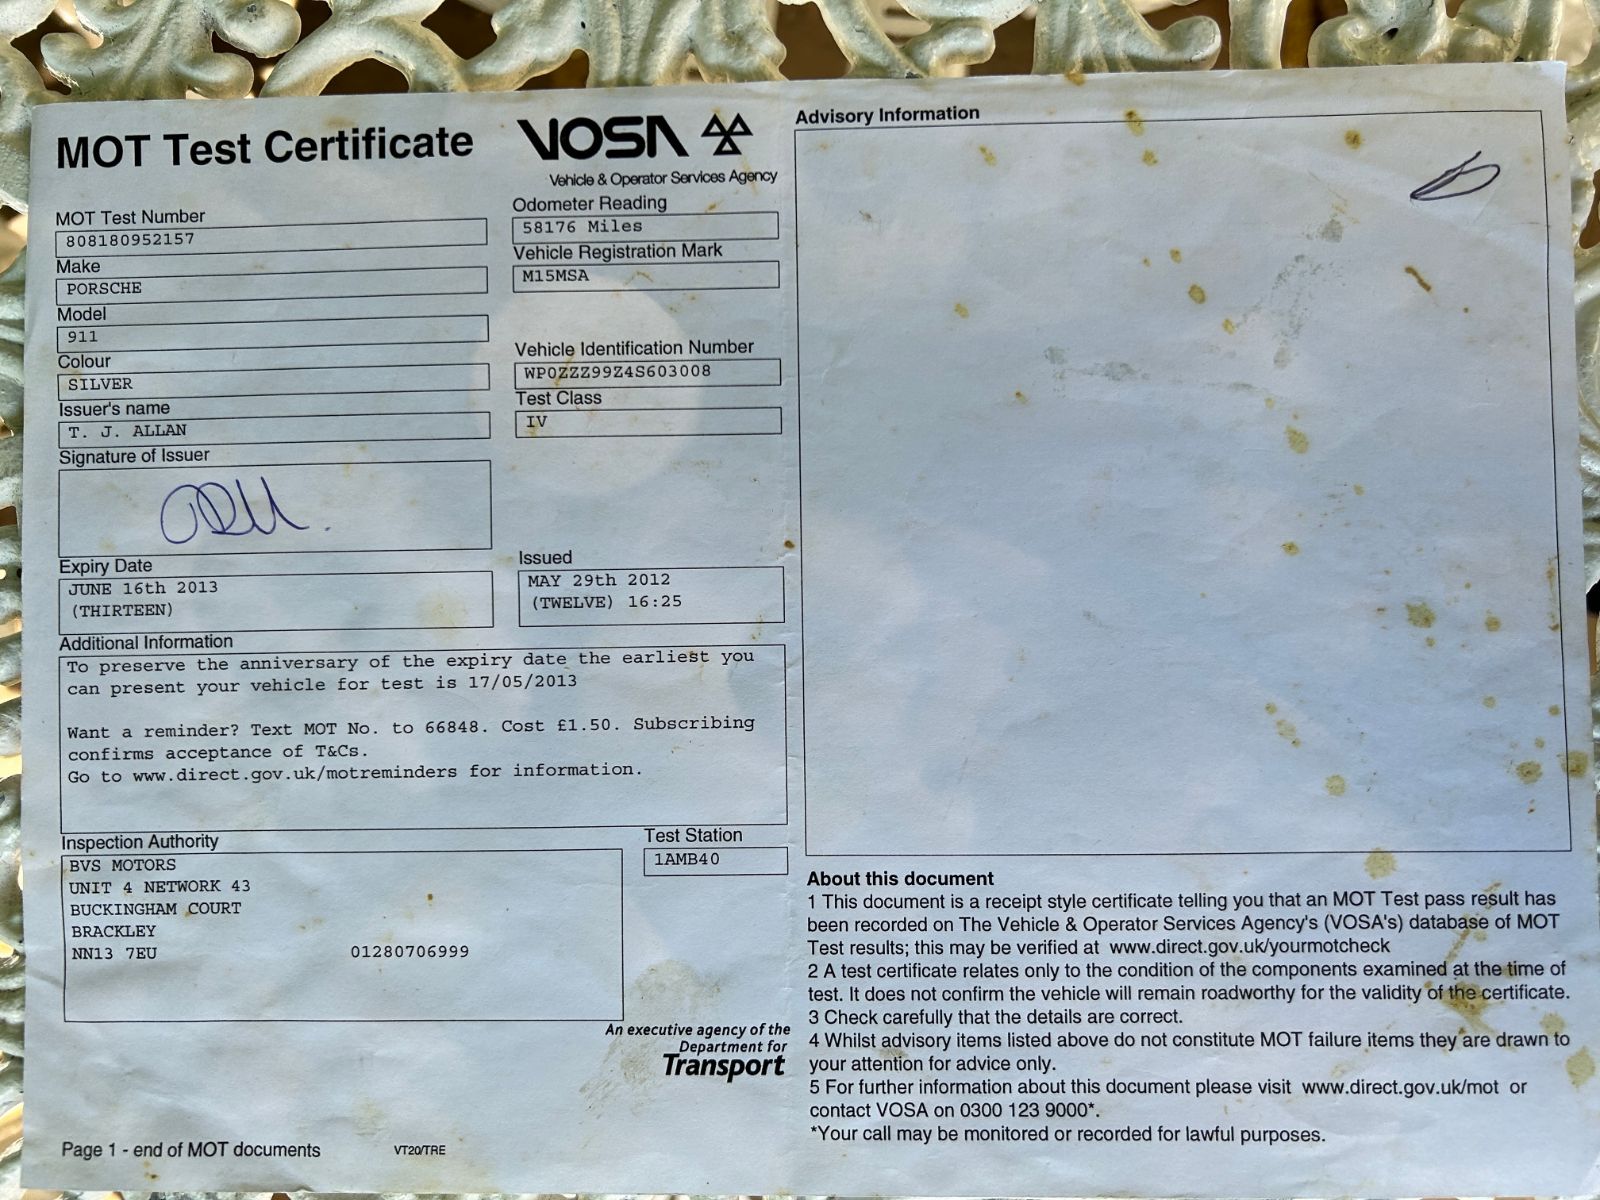 MOT Test Certificate
VOSA
Vehicle & Operator Services Agency
MOT Test Number
808180952157
Make
PORSCHE
Model
911
Colour
SILVER
Issuer's name
T. J. ALLAN
Signature of Issuer
Odometer Reading
58176 Miles
Vehicle Registration Mark
M15MSA
Vehicle Identification Number
WP0ZZZ99Z4S603008
Test Class
IV
Expiry Date
JUNE 16th 2013
(THIRTEEN)
Issued
MAY 29th 2012
(TWELVE) 16:25
Additional Information
To preserve the anniversary of the expiry date the earliest you
can present your vehicle for test is 17/05/2013
Want a reminder? Text MOT No. to 66848. Cost £1.50. Subscribing
confirms acceptance of T&Cs.
Go to www.direct.gov.uk/motreminders for information.
Inspection Authority
BVS MOTORS
UNIT 4 NETWORK 43
BUCKINGHAM COURT
BRACKLEY
NN13 7EU 01280706999
Test Station
1AMB40
An executive agency of the
Department for
Transport
Page 1 - end of MOT documents VT20/TRE
Advisory Information
About this document
1 This document is a receipt style certificate telling you that an MOT Test pass result has
been recorded on The Vehicle & Operator Services Agency's (VOSA's) database of MOT
Test results; this may be verified at www.direct.gov.uk/yourmotcheck
2 A test certificate relates only to the condition of the components examined at the time of
test. It does not confirm the vehicle will remain roadworthy for the validity of the certificate.
3 Check carefully that the details are correct.
4 Whilst advisory items listed above do not constitute MOT failure items they are drawn to
your attention for advice only.
5 For further information about this document please visit www.direct.gov.uk/mot or
contact VOSA on 0300 123 9000*.
*Your call may be monitored or recorded for lawful purposes.